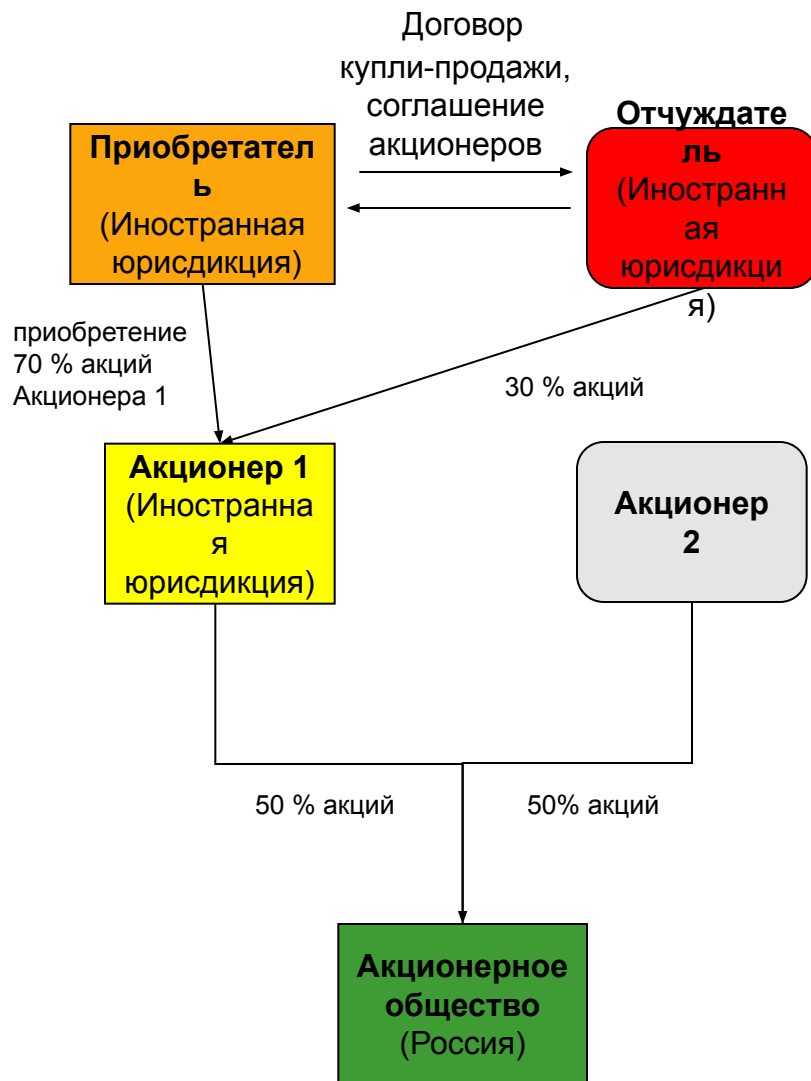 Договор
купли-продажи,
соглашение
акционеров
Приобретател
ь
(Иностранная
юрисдикция)
Отчуждате
ль
(Иностранн
ая
юрисдикци
я)
приобретение
70 % акций
Акционера 1
30 % акций
Акционер 1
(Иностранна
я
юрисдикция)
Акционер
2
50 % акций
50% акций
Акционерное
общество
(Россия)